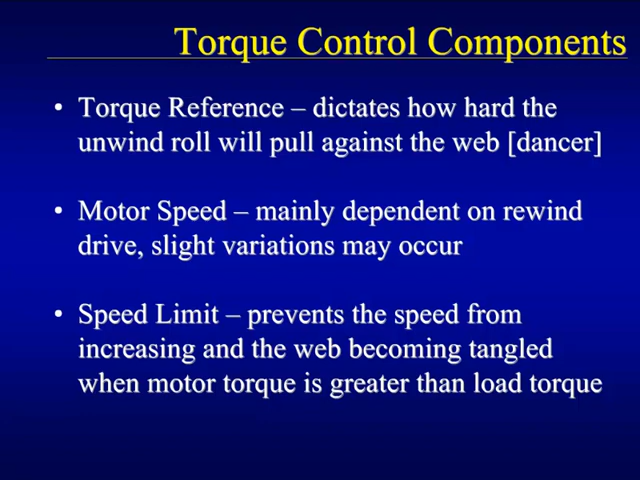 Torque Control Components
• Torque Reference – dictates how hard the
unwind roll will pull against the web [dancer]
• Motor Speed – mainly dependent on rewind
drive, slight variations may occur
• Speed Limit – prevents the speed from
increasing and the web becoming tangled
when motor torque is greater than load torque